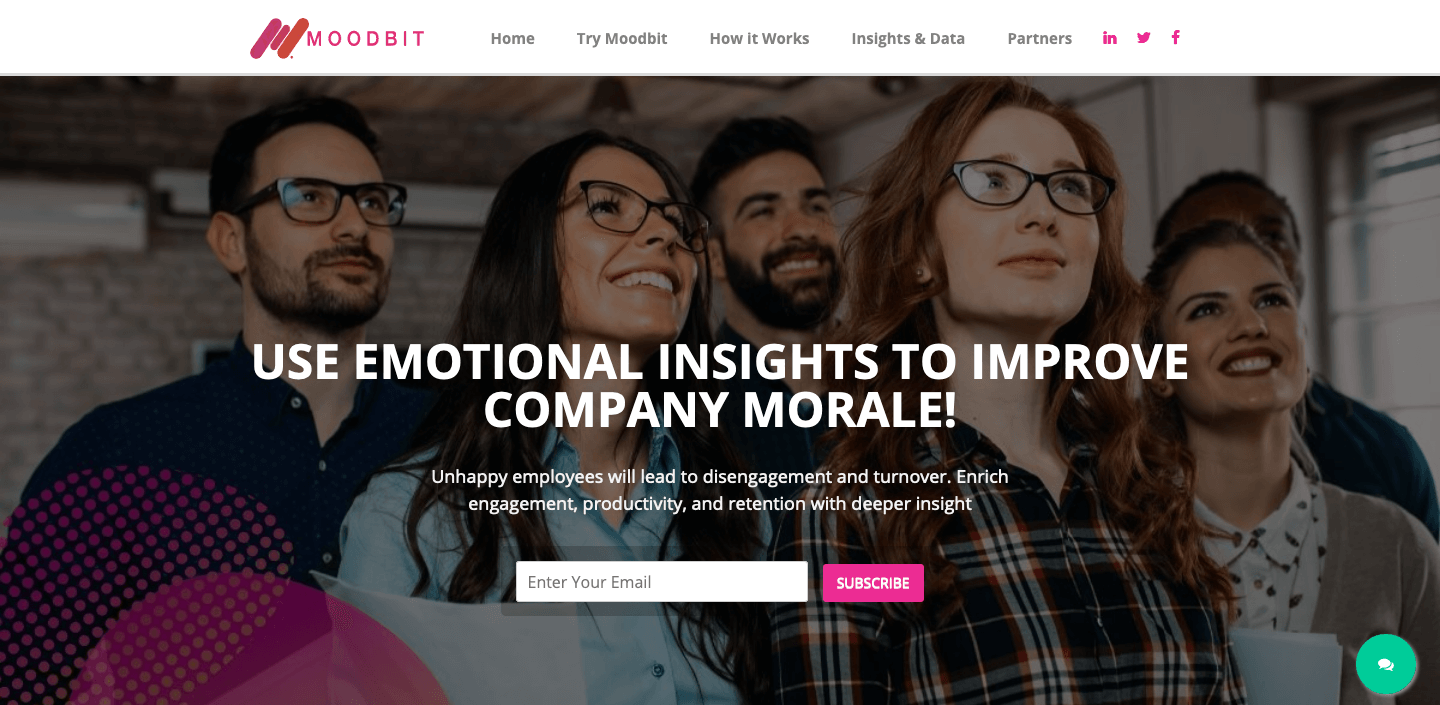 MOODBIT
Home
Try Moodbit
How it Works
Insights & Data
Partners
USE EMOTIONAL INSIGHTS TO IMPROVE
COMPANY MORALE!
Unhappy employees will lead to disengagement and turnover. Enrich
engagement, productivity, and retention with deeper insight
Enter Your Email
SUBSCRIBE